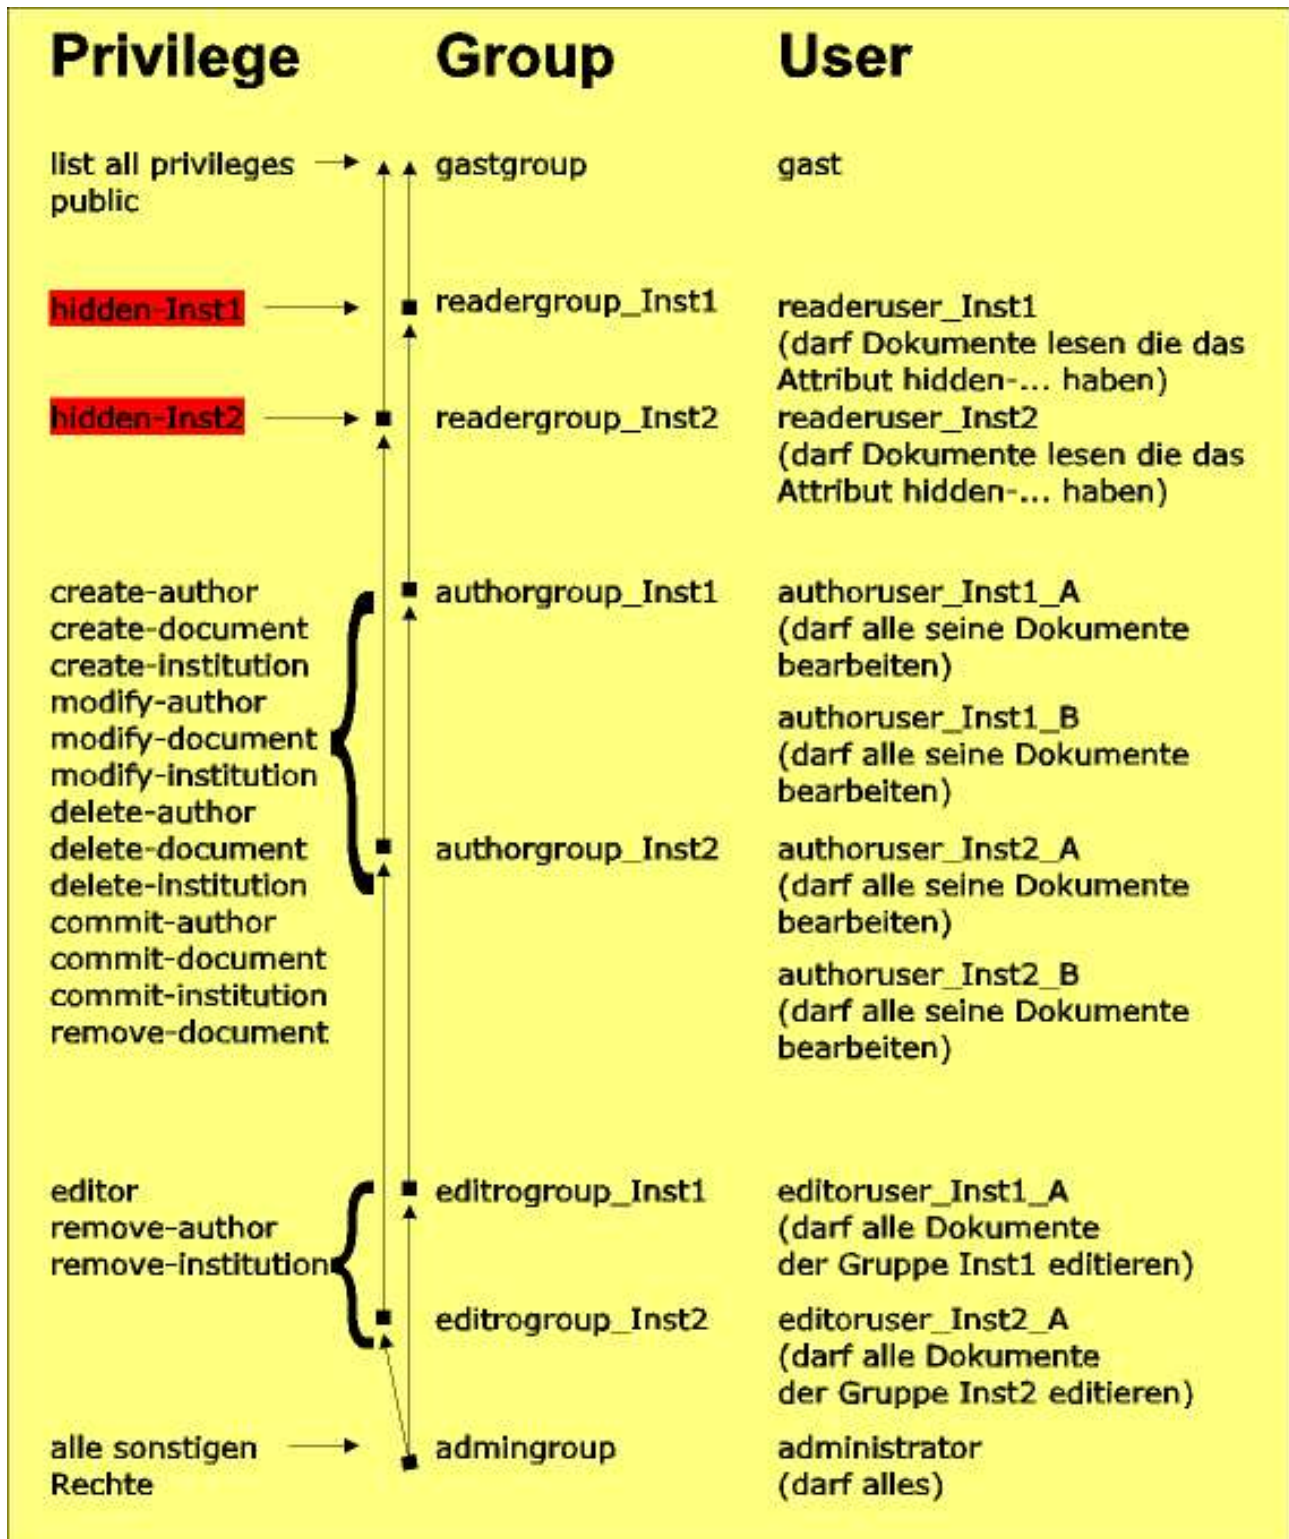 Privilege Group User
list all privileges gastgroup gast
public
hidden-Inst1 readergroup_Inst1 readeruser_Inst1
(darf Dokumente lesen die das
Attribut hidden-... haben)
hidden-Inst2 readergroup_Inst2 readeruser_Inst2
(darf Dokumente lesen die das
Attribut hidden-... haben)
create-author authorgroup_Inst1 authoruser_Inst1_A
create-document (darf alle seine Dokumente
create-institution bearbeiten)
modify-author authoruser_Inst1_B
modify-document (darf alle seine Dokumente
modify-institution bearbeiten)
delete-author
delete-document authorgroup_Inst2 authoruser_Inst2_A
delete-institution (darf alle seine Dokumente
commit-author bearbeiten)
commit-document authoruser_Inst2_B
commit-institution (darf alle seine Dokumente
remove-document bearbeiten)
editor editrogroup_Inst1 editoruser_Inst1_A
remove-author (darf alle Dokumente
remove-institution der Gruppe Inst1 editieren)
editrogroup_Inst2 editoruser_Inst2_A
(darf alle Dokumente
der Gruppe Inst2 editieren)
alle sonstigen admingroup administrator
Rechte (darf alles)